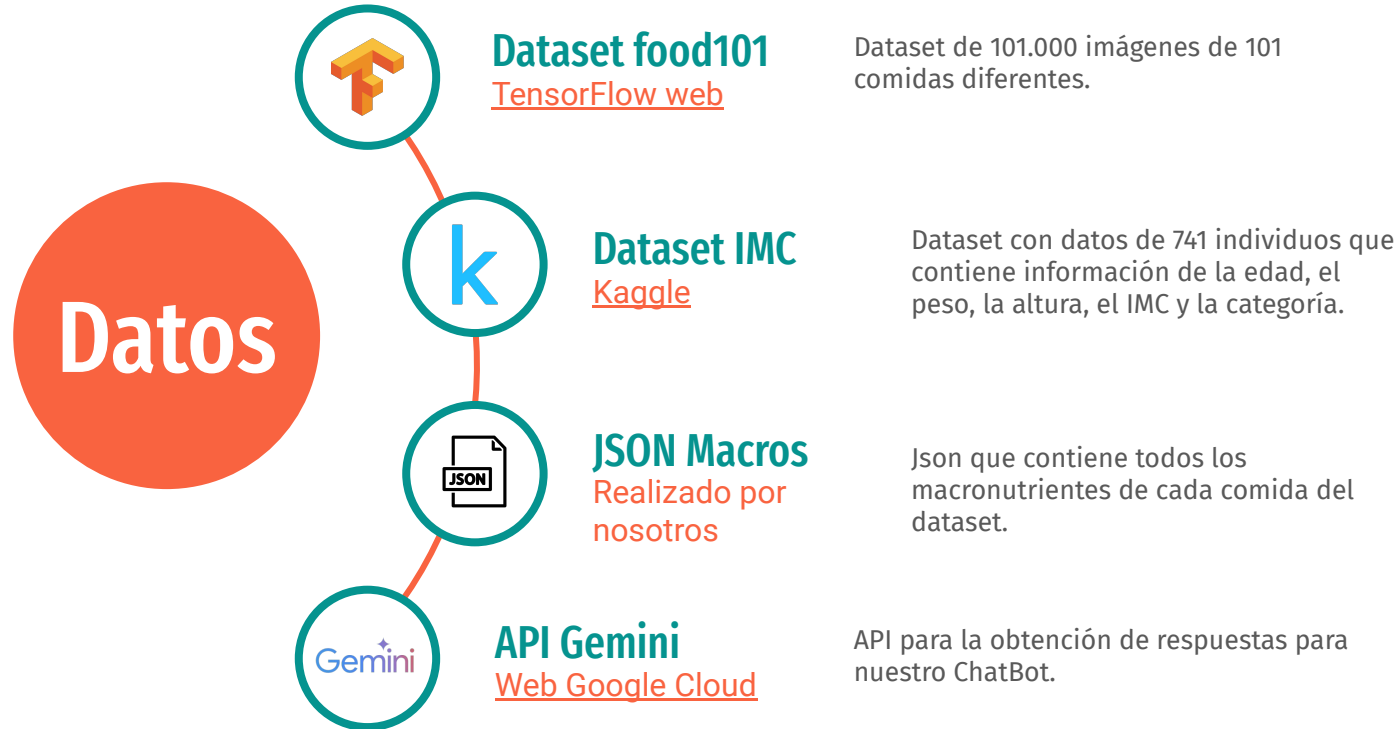 Datos
Dataset food101
TensorFlow web
Dataset de 101.000 imágenes de 101
comidas diferentes.
k
Dataset IMC
Kaggle
Dataset con datos de 741 individuos que
contiene información de la edad, el
peso, la altura, el IMC y la categoría.
JSON
JSON Macros
Realizado por
nosotros
Json que contiene todos los
macronutrientes de cada comida del
dataset.
Gemini
API Gemini
Web Google Cloud
API para la obtención de respuestas para
nuestro ChatBot.